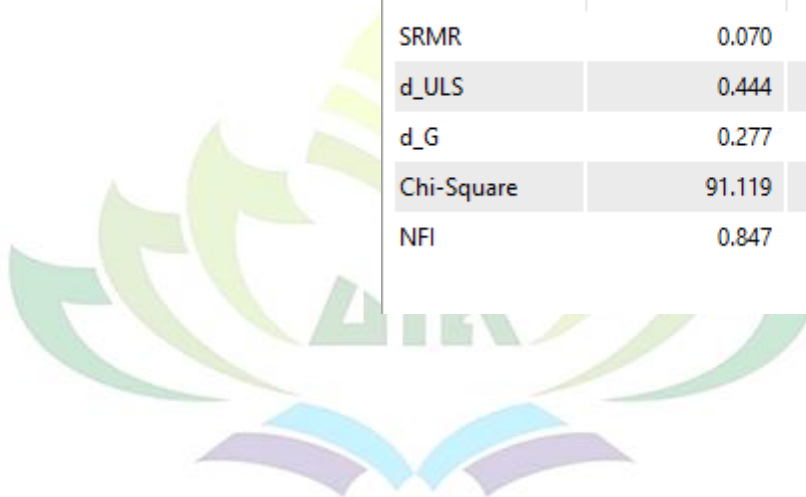 SRMR 0.070
d_ULS 0.444
d_G 0.277
Chi-Square 91.119
NFI 0.847